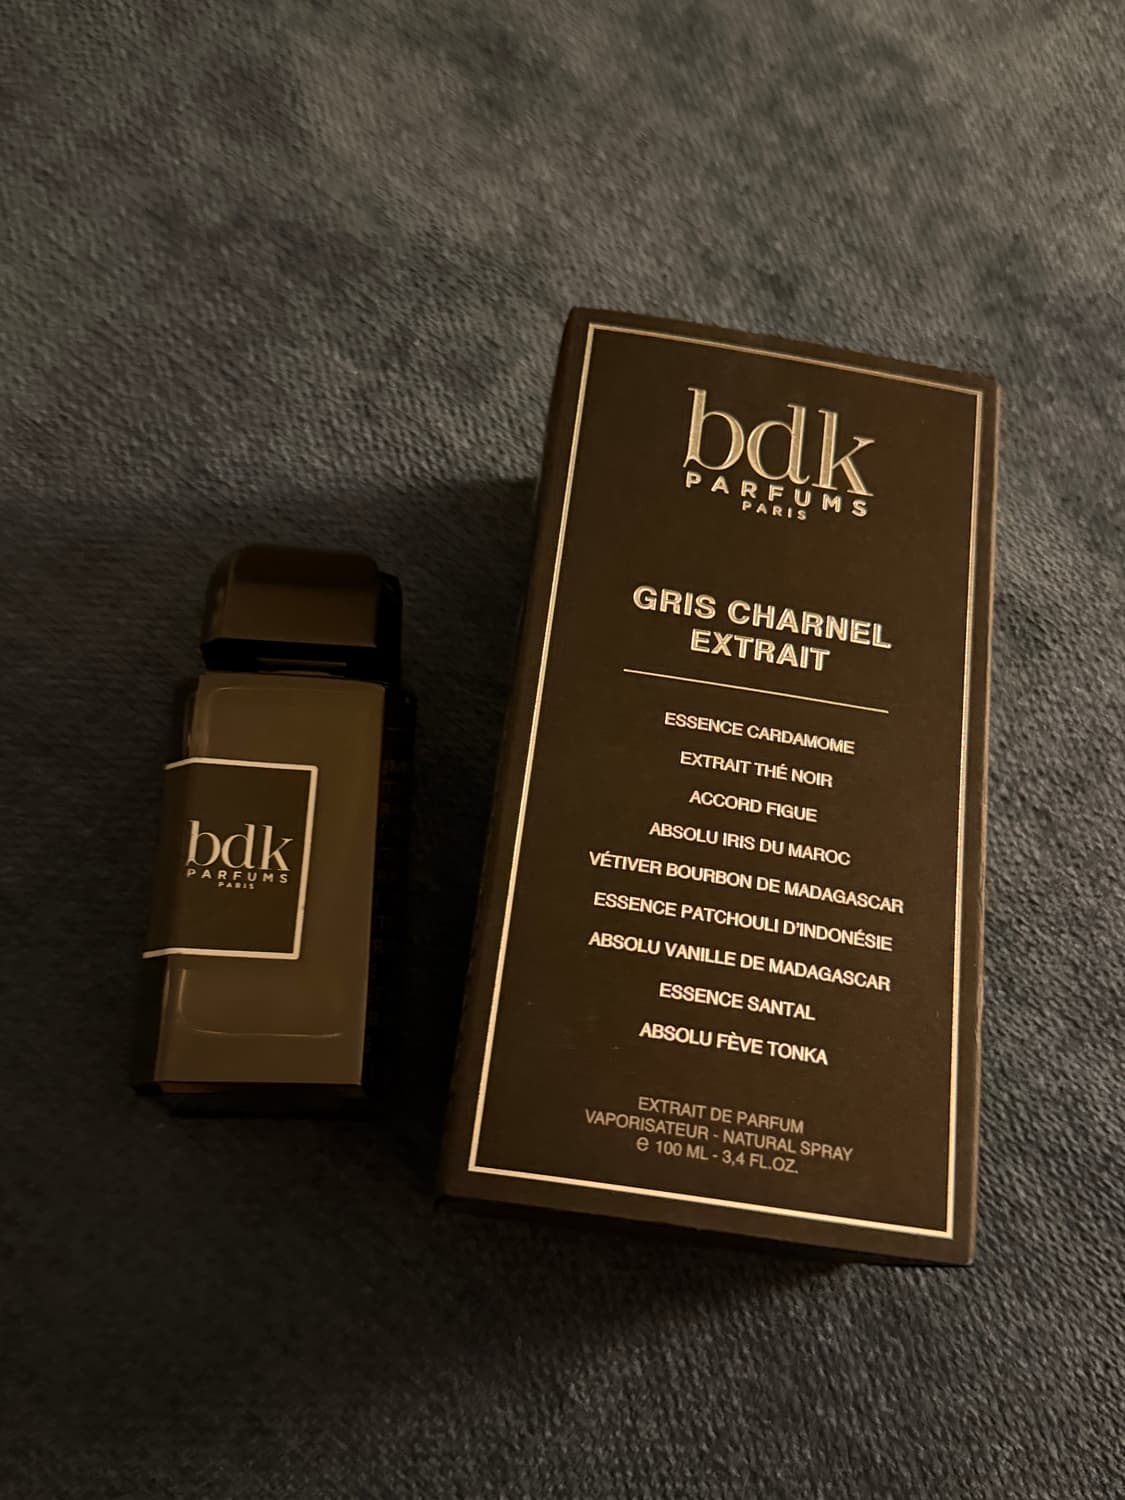 bdk
PARFUMS
PARIS
bdk
PARFUMS
PARIS
GRIS CHARNEL
EXTRAIT
ESSENCE CARDAMOME
EXTRAIT THÉ NOIR
ACCORD FIGUE
ABSOLU IRIS DU MAROC
VÉTIVER BOURBON DE MADAGASCAR
ESSENCE PATCHOULI D'INDONÉSIE
ABSOLU VANILLE DE MADAGASCAR
ESSENCE SANTAL
ABSOLU FÈVE TONKA
EXTRAIT DE PARFUM
VAPORISATEUR - NATURAL SPRAY
℮ 100 ML - 3,4 FL.OZ.